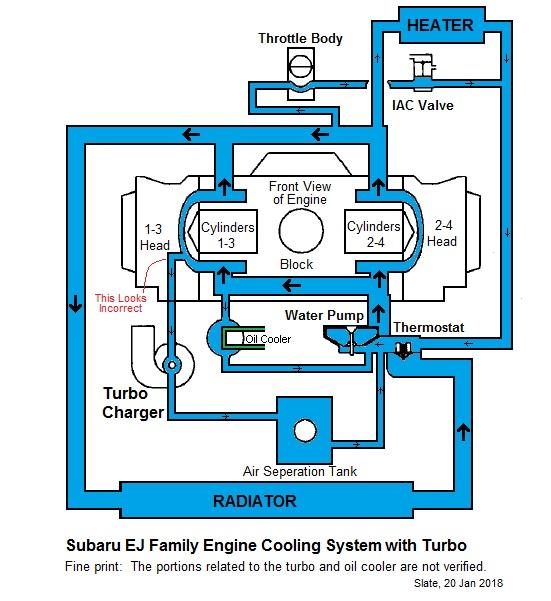 HEATER
Throttle Body
IAC Valve
Front View
of Engine
1-3
Head
Cylinders
1-3
Cylinders
2-4
2-4
Head
Block
This Looks
Incorrect
Water Pump
Thermostat
Oil Cooler
Turbo
Charger
Air Seperation Tank
RADIATOR
Subaru EJ Family Engine Cooling System with Turbo
Fine print: The portions related to the turbo and oil cooler are not verified.
Slate, 20 Jan 2018